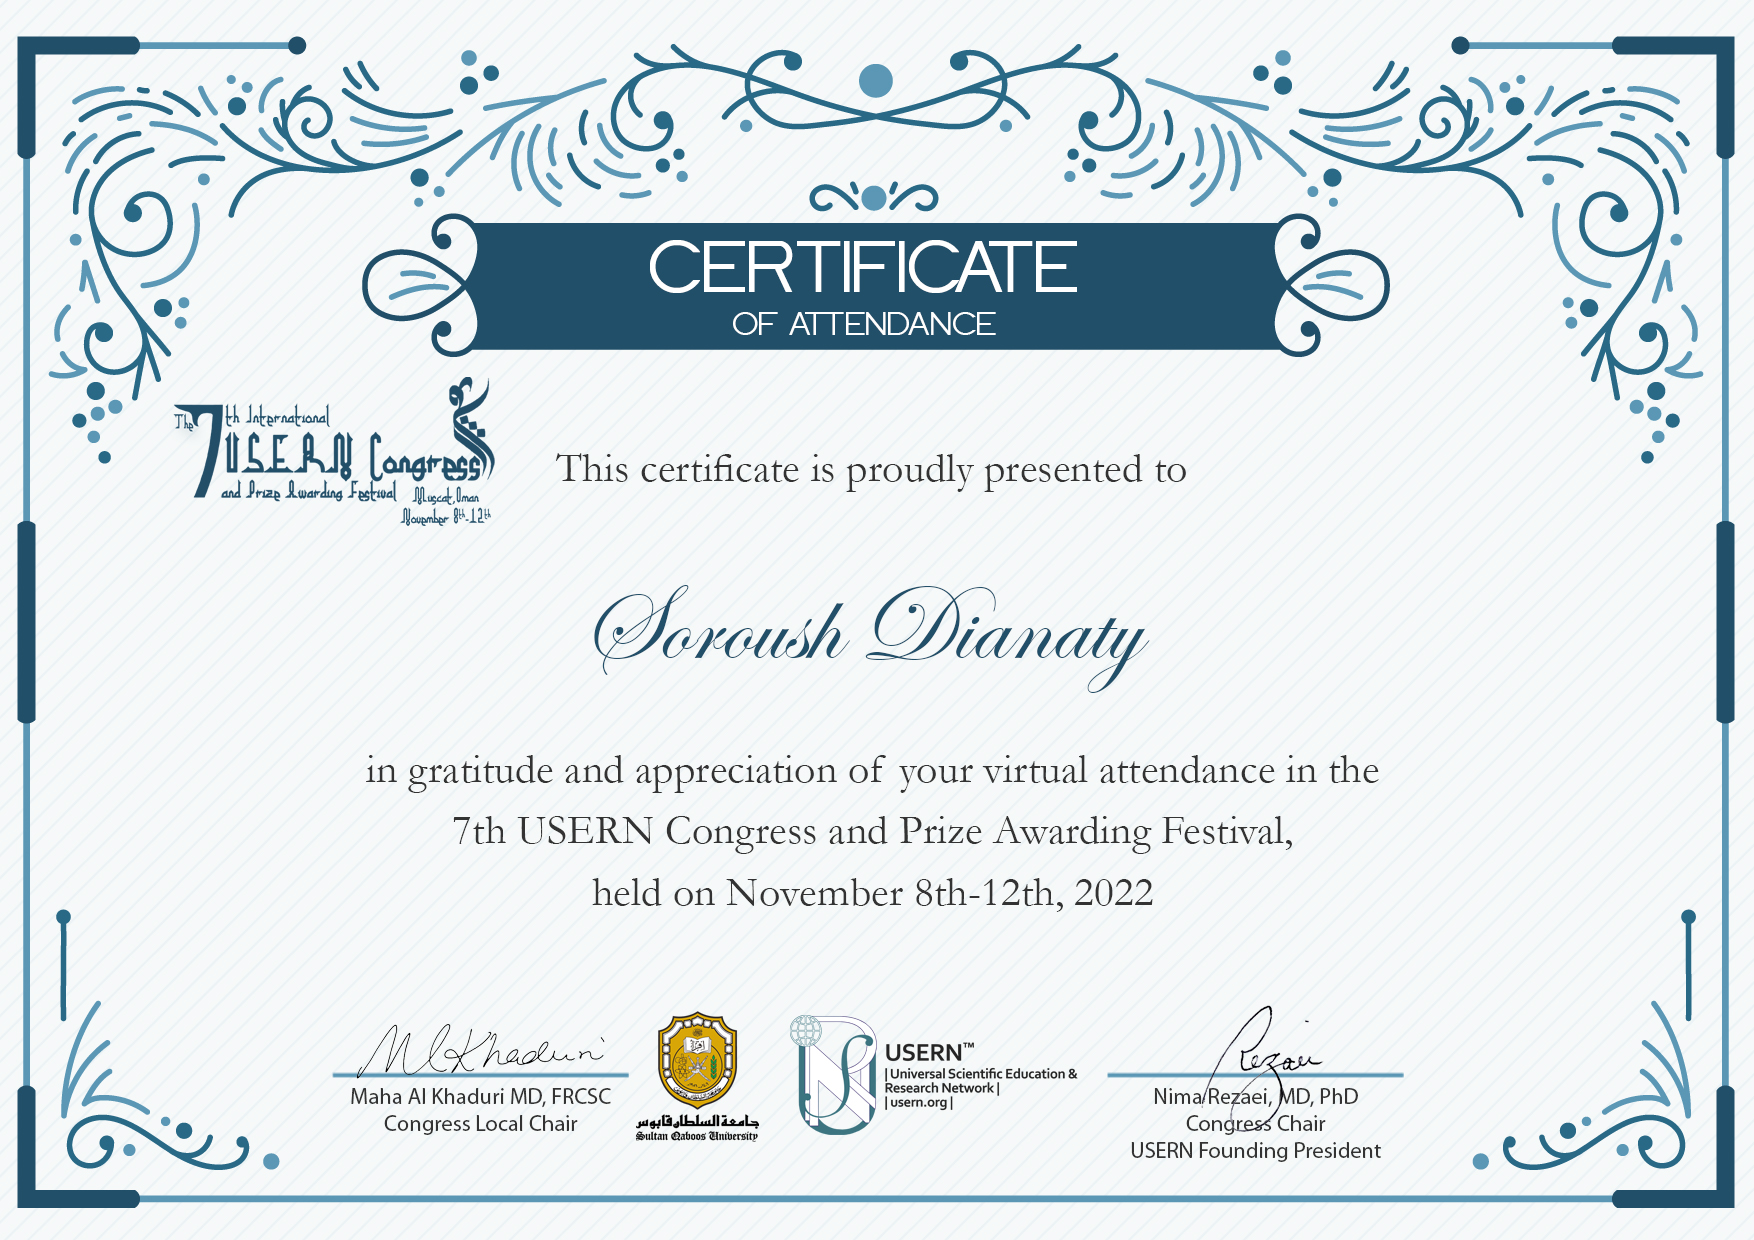 CERTIFICATE
OF ATTENDANCE
The 7th International
USERN Congress
and Prize Awarding Festival
Muscat, Oman
November 8th-12th
This certificate is proudly presented to
Soroush Dianaty
in gratitude and appreciation of your virtual attendance in the
7th USERN Congress and Prize Awarding Festival,
held on November 8th-12th, 2022
M Khaduri
Maha Al Khaduri MD, FRCSC
Congress Local Chair
جامعة السلطان قابوس
Sultan Qaboos University
USERN™
| Universal Scientific Education &
Research Network |
| usern.org |
Rezaei
Nima Rezaei, MD, PhD
Congress Chair
USERN Founding President